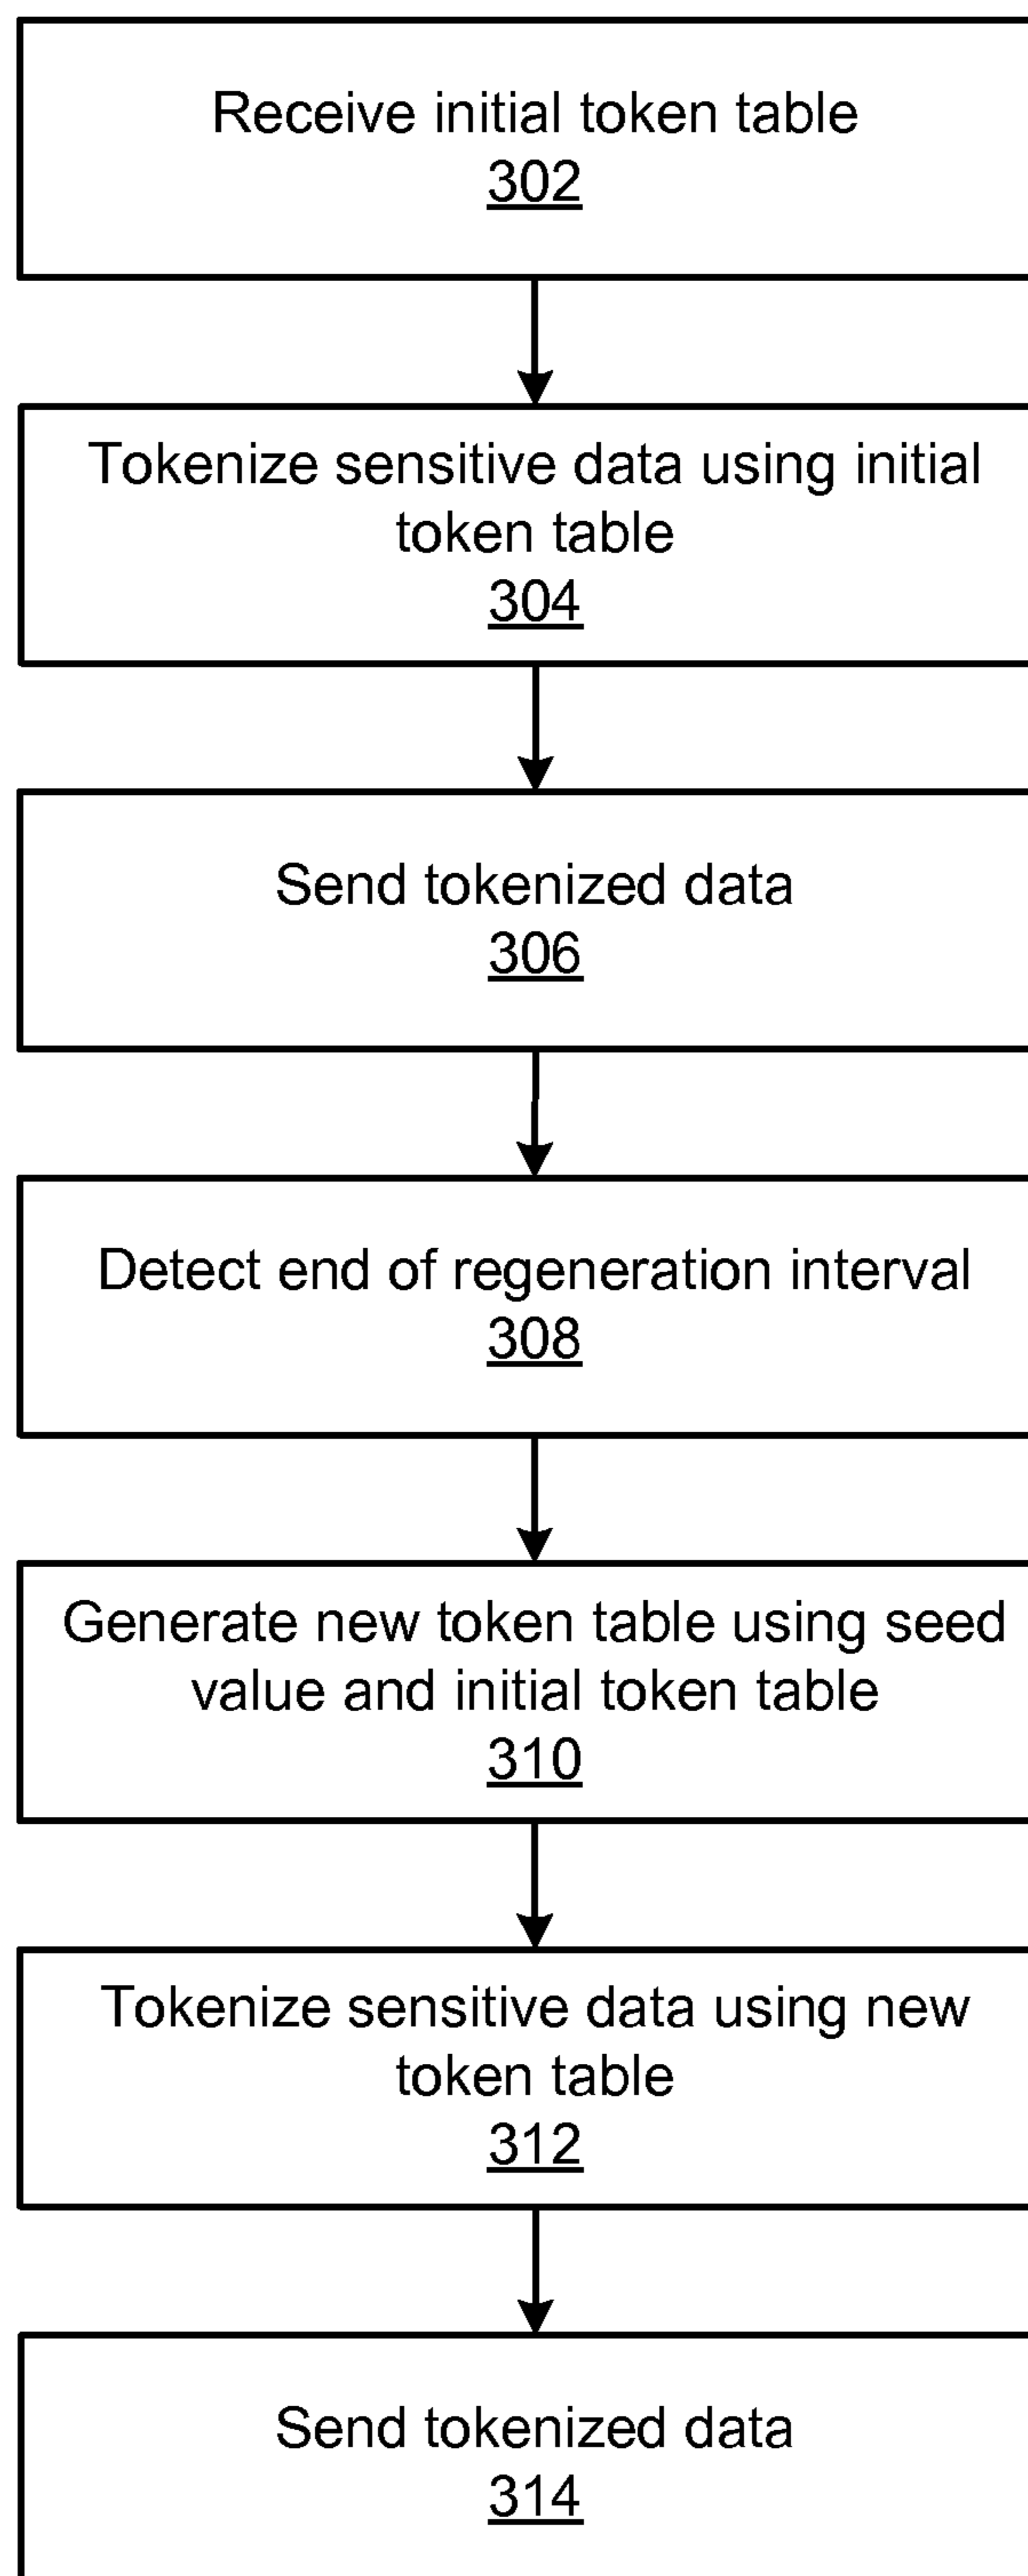 Receive initial token table
302
Tokenize sensitive data using initial
token table
304
Send tokenized data
306
Detect end of regeneration interval
308
Generate new token table using seed
value and initial token table
310
Tokenize sensitive data using new
token table
312
Send tokenized data
314